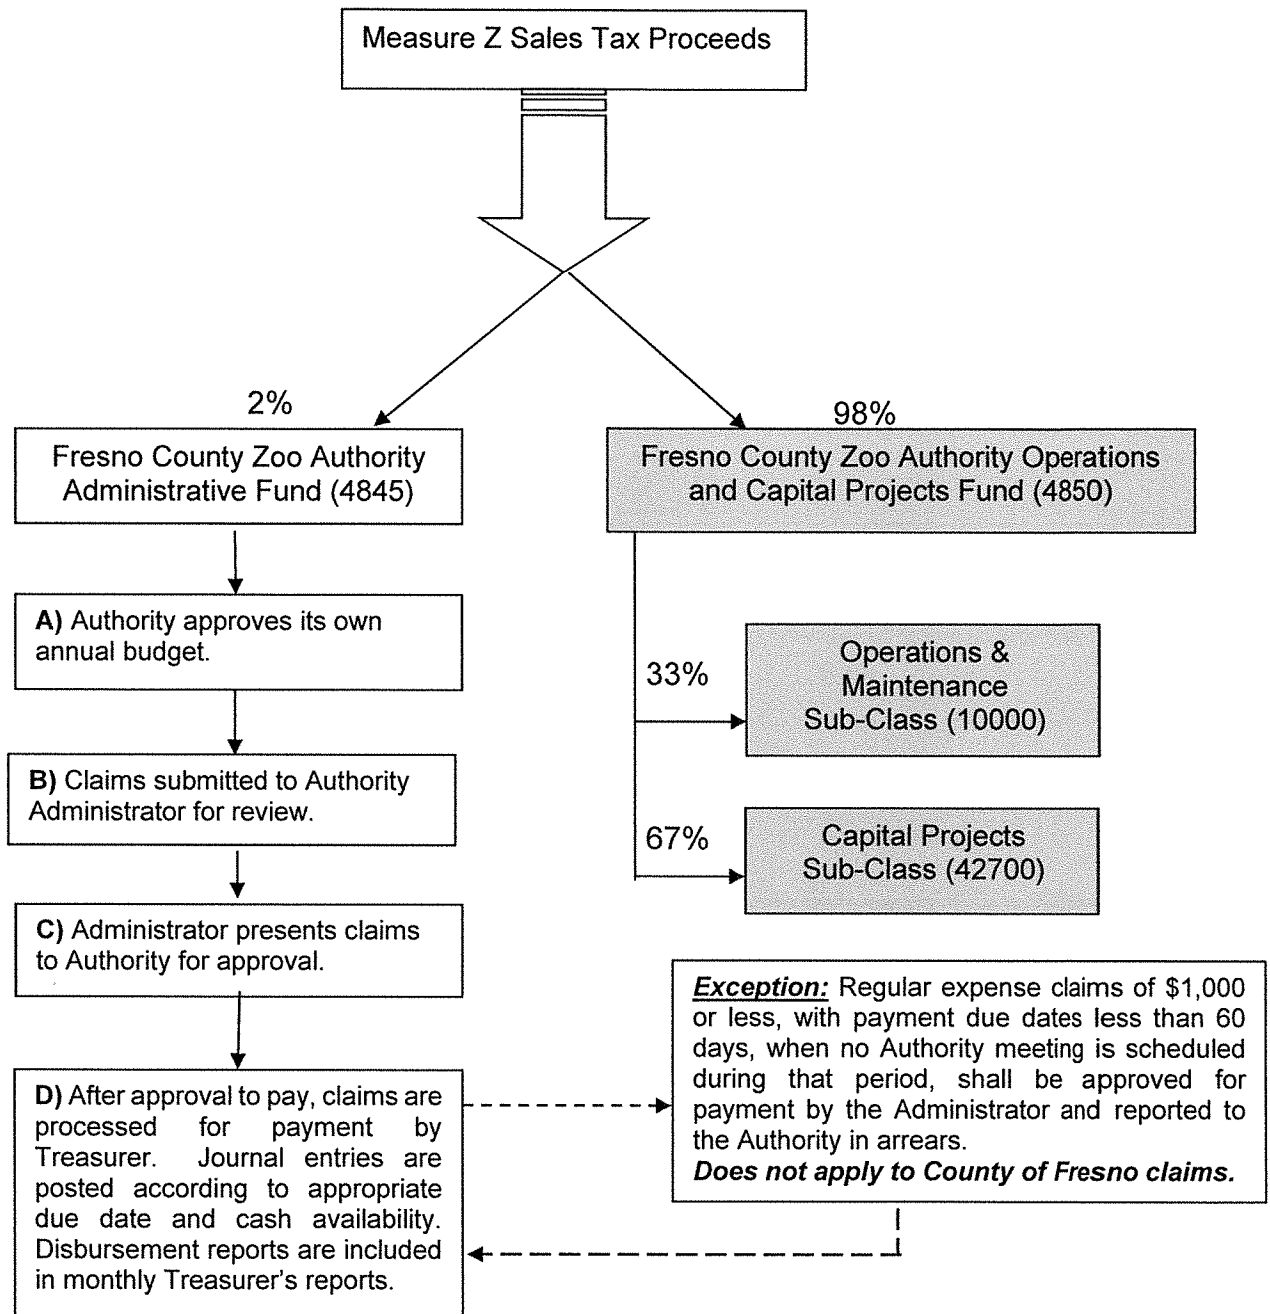 Measure Z Sales Tax Proceeds
2%
98%
Fresno County Zoo Authority
Administrative Fund (4845)
Fresno County Zoo Authority Operations
and Capital Projects Fund (4850)
A) Authority approves its own
annual budget.
33%
Operations &
Maintenance
Sub-Class (10000)
B) Claims submitted to Authority
Administrator for review.
67%
Capital Projects
Sub-Class (42700)
C) Administrator presents claims
to Authority for approval.
Exception: Regular expense claims of $1,000
or less, with payment due dates less than 60
days, when no Authority meeting is scheduled
during that period, shall be approved for
payment by the Administrator and reported to
the Authority in arrears.
Does not apply to County of Fresno claims.
D) After approval to pay, claims are
processed for payment by
Treasurer. Journal entries are
posted according to appropriate
due date and cash availability.
Disbursement reports are included
in monthly Treasurer's reports.